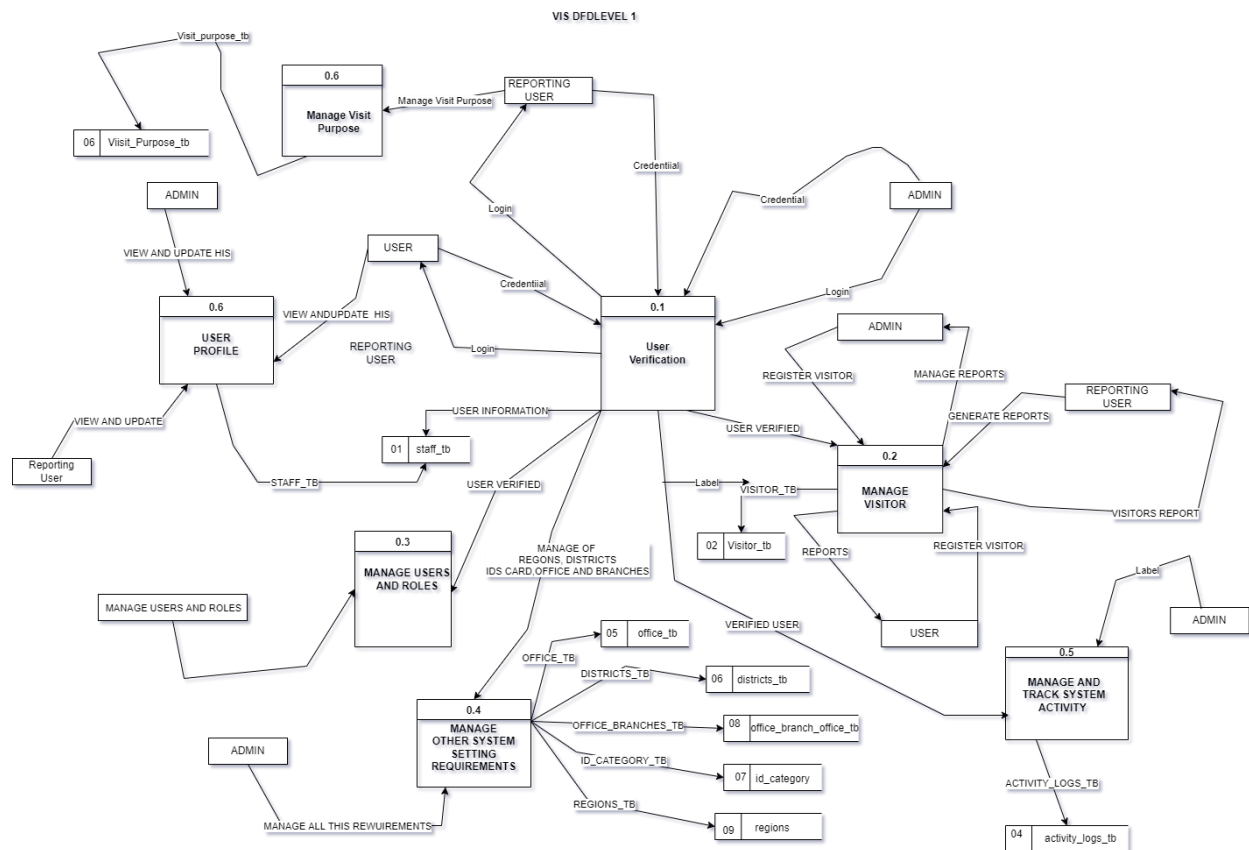 VIS DFDLEVEL 1
Visit_purpose_tb
0.6
Manage Visit
Purpose
REPORTING
USER
Manage Visit Purpose
06
Viisit_Purpose_tb
Credentiial
ADMIN
Credential
ADMIN
Login
VIEW AND UPDATE HIS
USER
Credentiial
Login
0.6
USER
PROFILE
VIEW ANDUPDATE HIS
REPORTING
USER
Login
0.1
User
Verification
ADMIN
REGISTER VISITOR
MANAGE REPORTS
REPORTING
USER
GENERATE REPORTS
VIEW AND UPDATE
USER INFORMATION
USER VERIFIED
01
staff_tb
Reporting
User
STAFF_TB
USER VERIFIED
0.2
MANAGE
VISITOR
Label
VISITOR_TB
VISITORS REPORT
02
Visitor_tb
REPORTS
REGISTER VISITOR
0.3
MANAGE USERS
AND ROLES
MANAGE OF
REGONS, DISTRICTS
IDS CARD,OFFICE AND BRANCHES
Label
MANAGE USERS AND ROLES
VERIFIED USER
USER
ADMIN
05
office_tb
OFFICE_TB
0.5
MANAGE AND
TRACK SYSTEM
ACTIVITY
DISTRICTS_TB
06
districts_tb
0.4
MANAGE
OTHER SYSTEM
SETTING
REQUIREMENTS
OFFICE_BRANCHES_TB
08
office_branch_office_tb
ADMIN
ID_CATEGORY_TB
07
id_category
ACTIVITY_LOGS_TB
REGIONS_TB
09
regions
MANAGE ALL THIS REWUIREMENTS
04
activity_logs_tb